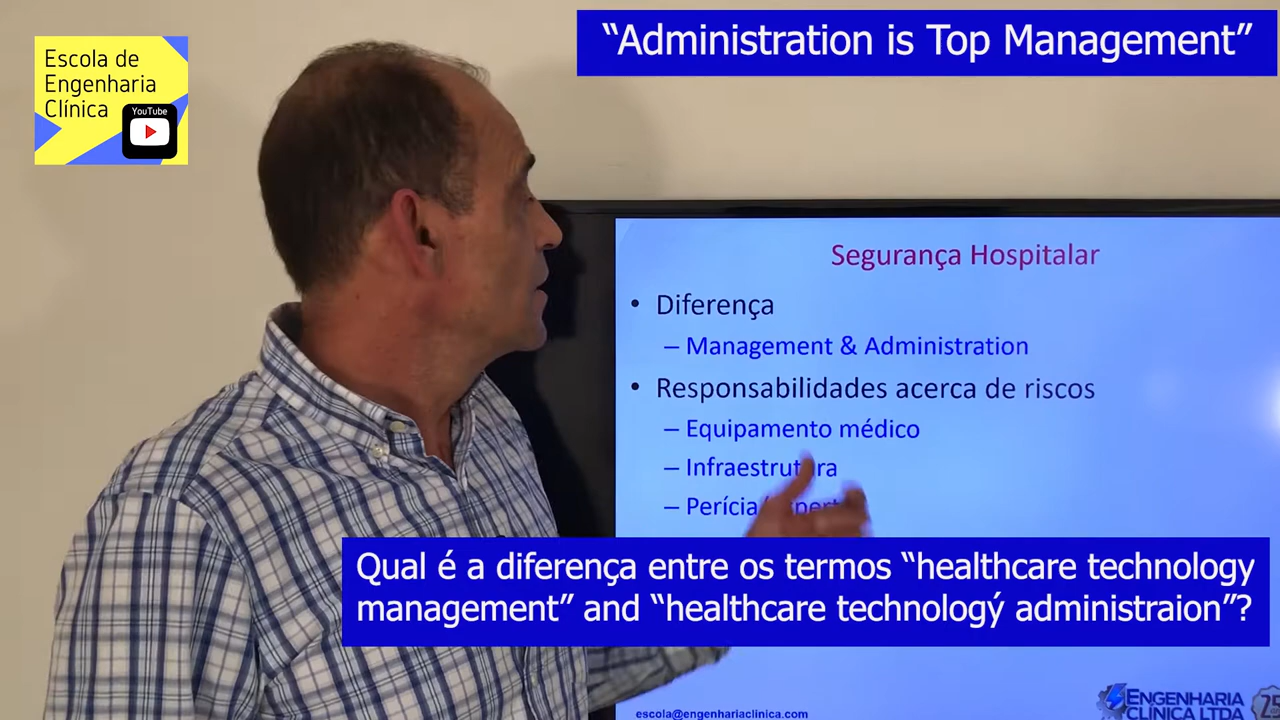 “Administration is Top Management”
Escola de
Engenharia
Clínica
YouTube
Segurança Hospitalar
• Diferença
– Management & Administration
• Responsabilidades acerca de riscos
– Equipamento médico
– Infraestrutura
– Perícia
Qual é a diferença entre os termos “healthcare technology
management” and “healthcare technologý administraion”?
escola@engenhariaclinica.com
ENGENHARIA
CLÍNICA LTDA
25